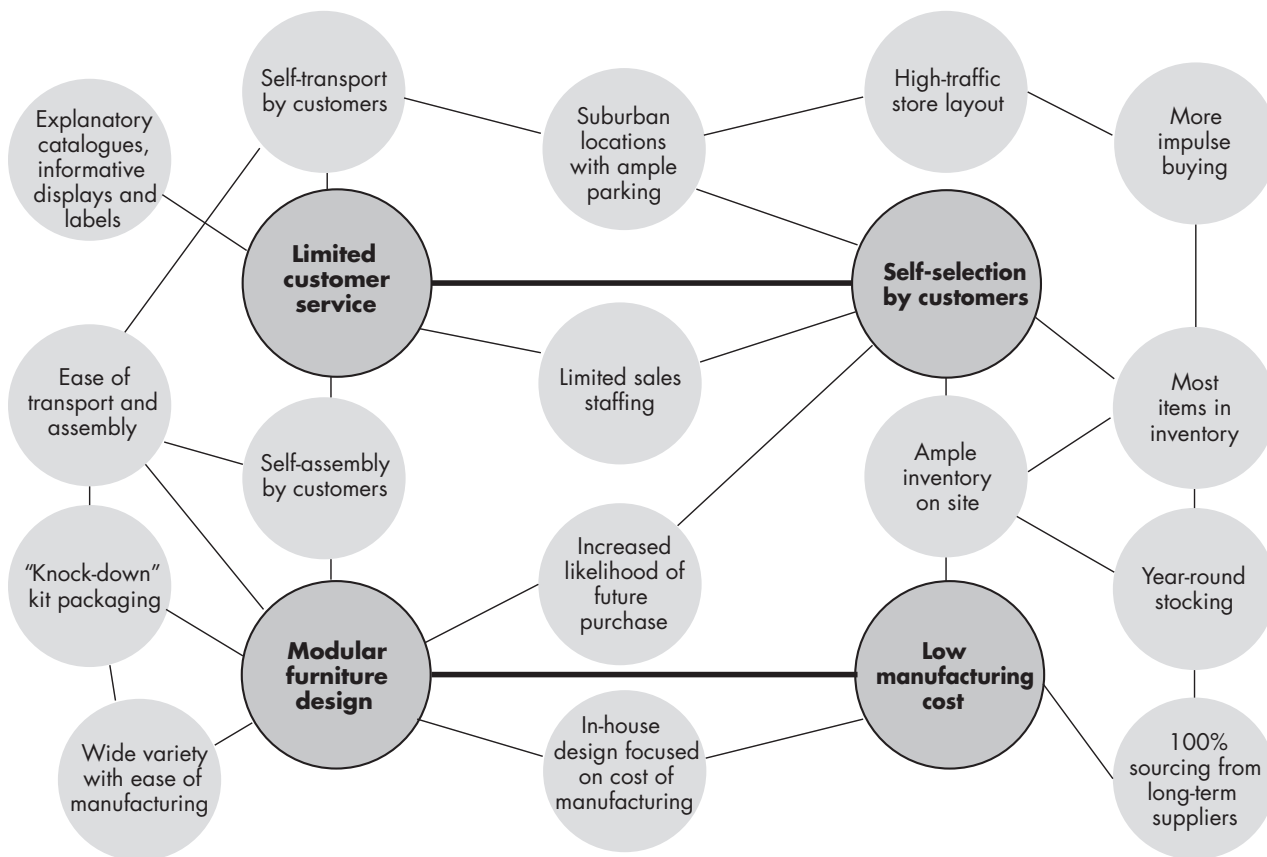 Self-transport
by customers
High-traffic
store layout
Explanatory
catalogues,
informative
displays and
labels
Suburban
locations
with ample
parking
More
impulse
buying
Limited
customer
service
Self-selection
by customers
Ease of
transport and
assembly
Limited sales
staffing
Most
items in
inventory
Self-assembly
by customers
Ample
inventory
on site
"Knock-down"
kit packaging
Increased
likelihood of
future
purchase
Year-round
stocking
Modular
furniture
design
Low
manufacturing
cost
Wide variety
with ease of
manufacturing
In-house
design focused
on cost of
manufacturing
100%
sourcing from
long-term
suppliers